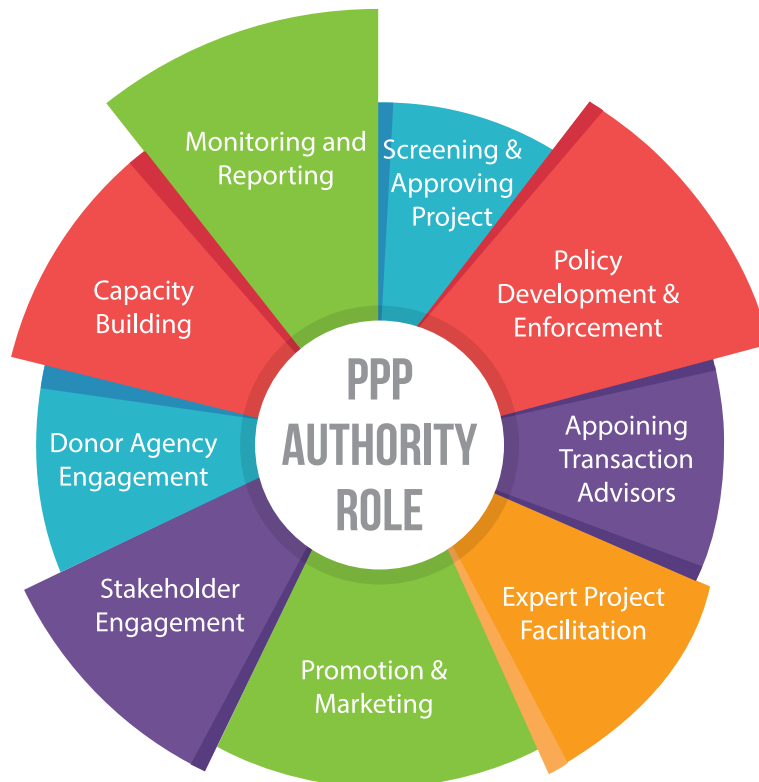 Monitoring and
Reporting
Screening &
Approving
Project
Policy
Development &
Enforcement
Capacity
Building
PPP
AUTHORITY
ROLE
Donor Agency
Engagement
Appoining
Transaction
Advisors
Stakeholder
Engagement
Expert Project
Facilitation
Promotion &
Marketing